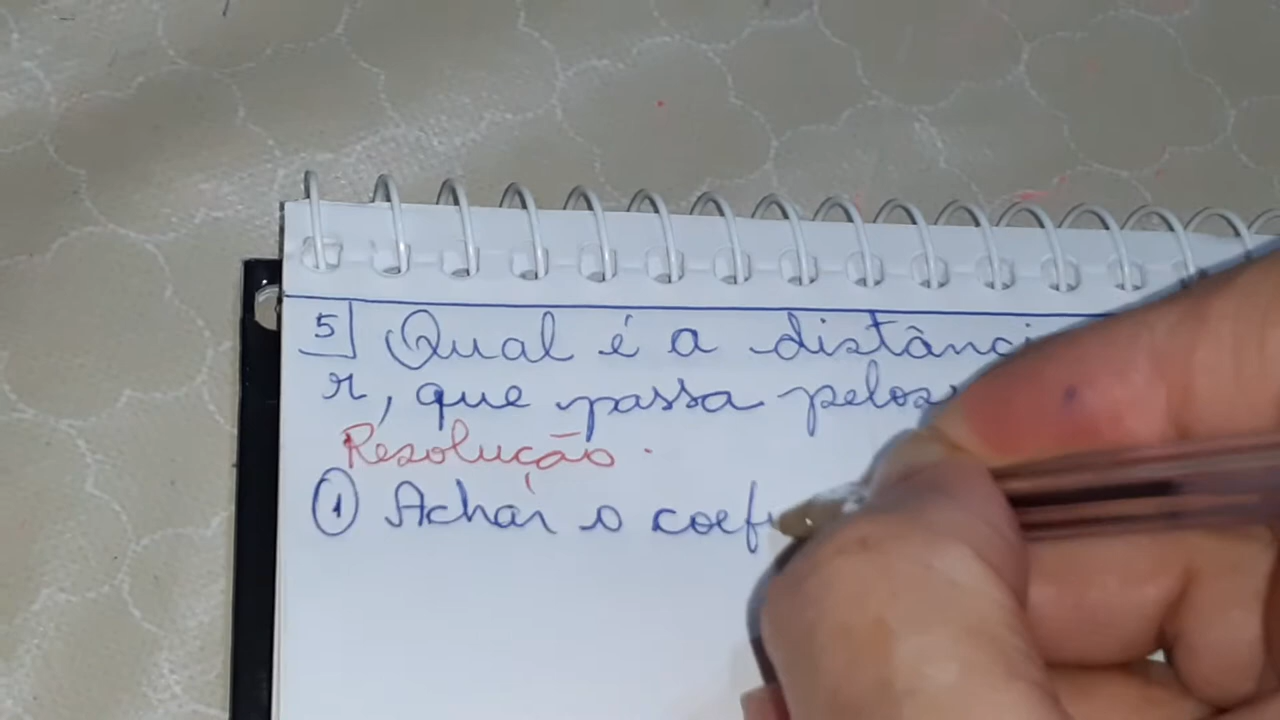 5 Qual é a distânci
r, que passa pelos
Resolução.
① Achar o coef